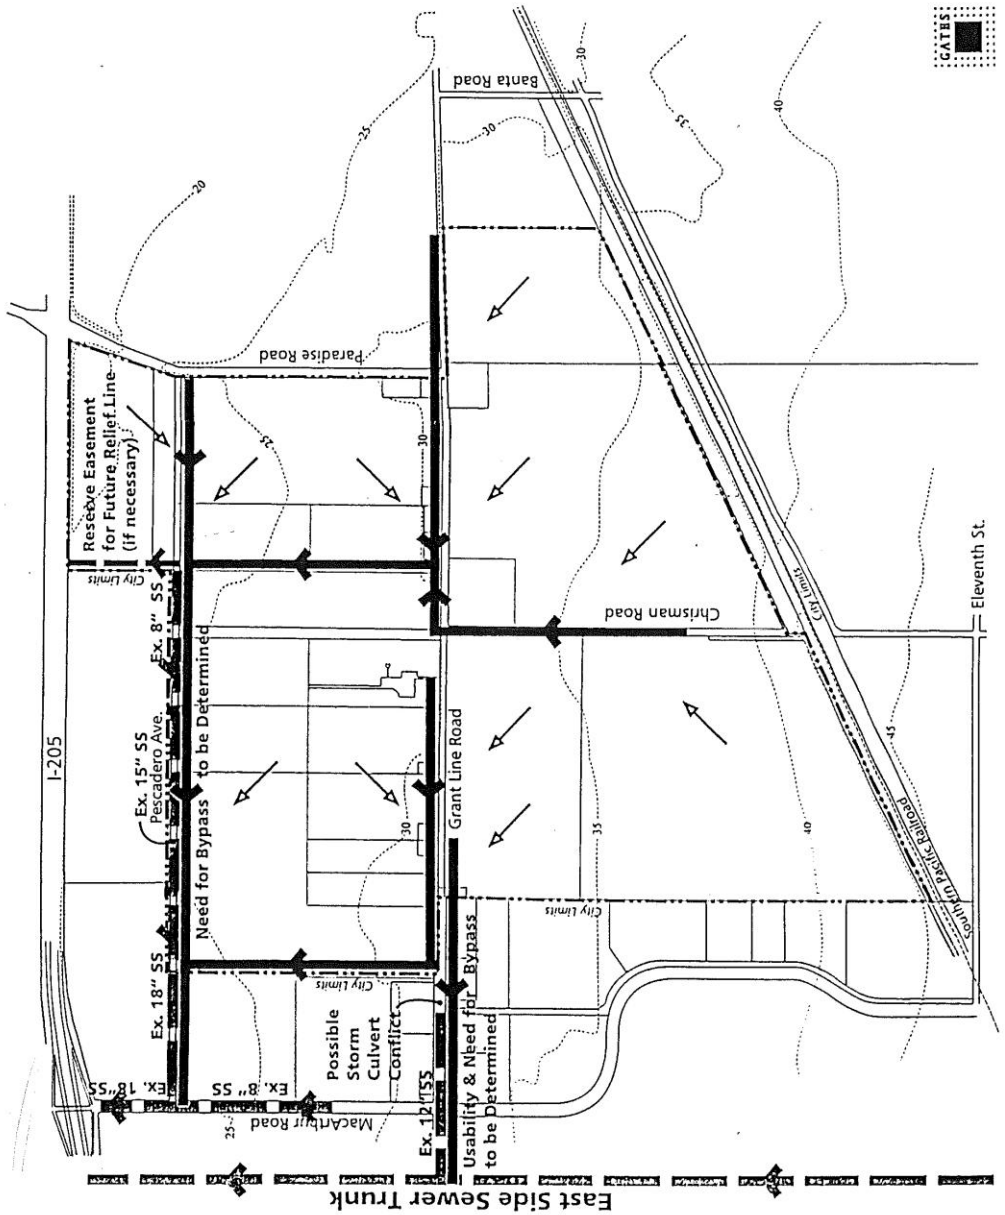 GATES
Banta Road
30
25
20
30
35
40
Paradise Road
Reserve Easement
for Future Relief Line
(if necessary)
25
30
City Limits
Ex. 8" SS
I-205
Ex. 15" SS
Pescadero Ave.
Need for Bypass to be Determined
Chrisman Road
City Limits
Eleventh St.
Grant Line Road
30
35
40
45
Southern Pacific Railroad
City Limits
Ex. 18" SS
City Limits
Possible
Storm
Culvert
Conflict
Usability & Need for Bypass
to be Determined
Ex. 18" SS
Ex. 8" SS
25
MacArthur Road
Ex. 12" SS
East Side Sewer Trunk